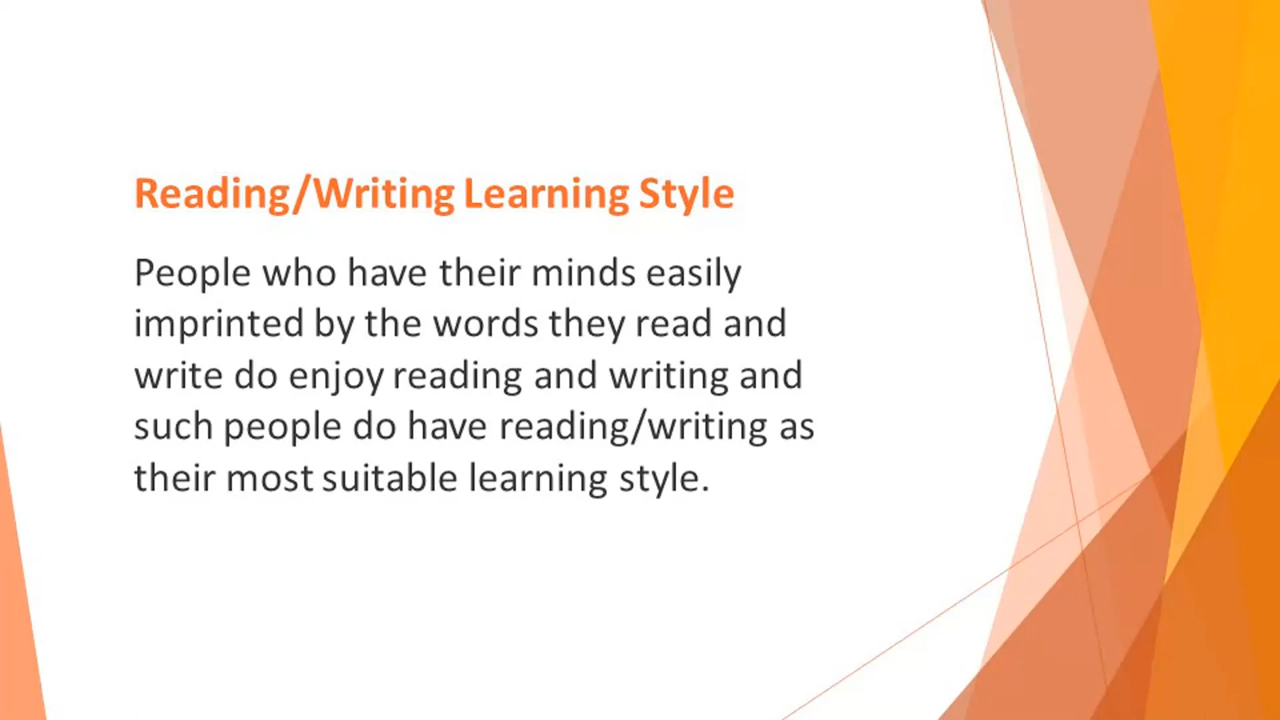 Reading/Writing Learning Style
People who have their minds easily
imprinted by the words they read and
write do enjoy reading and writing and
such people do have reading/writing as
their most suitable learning style.